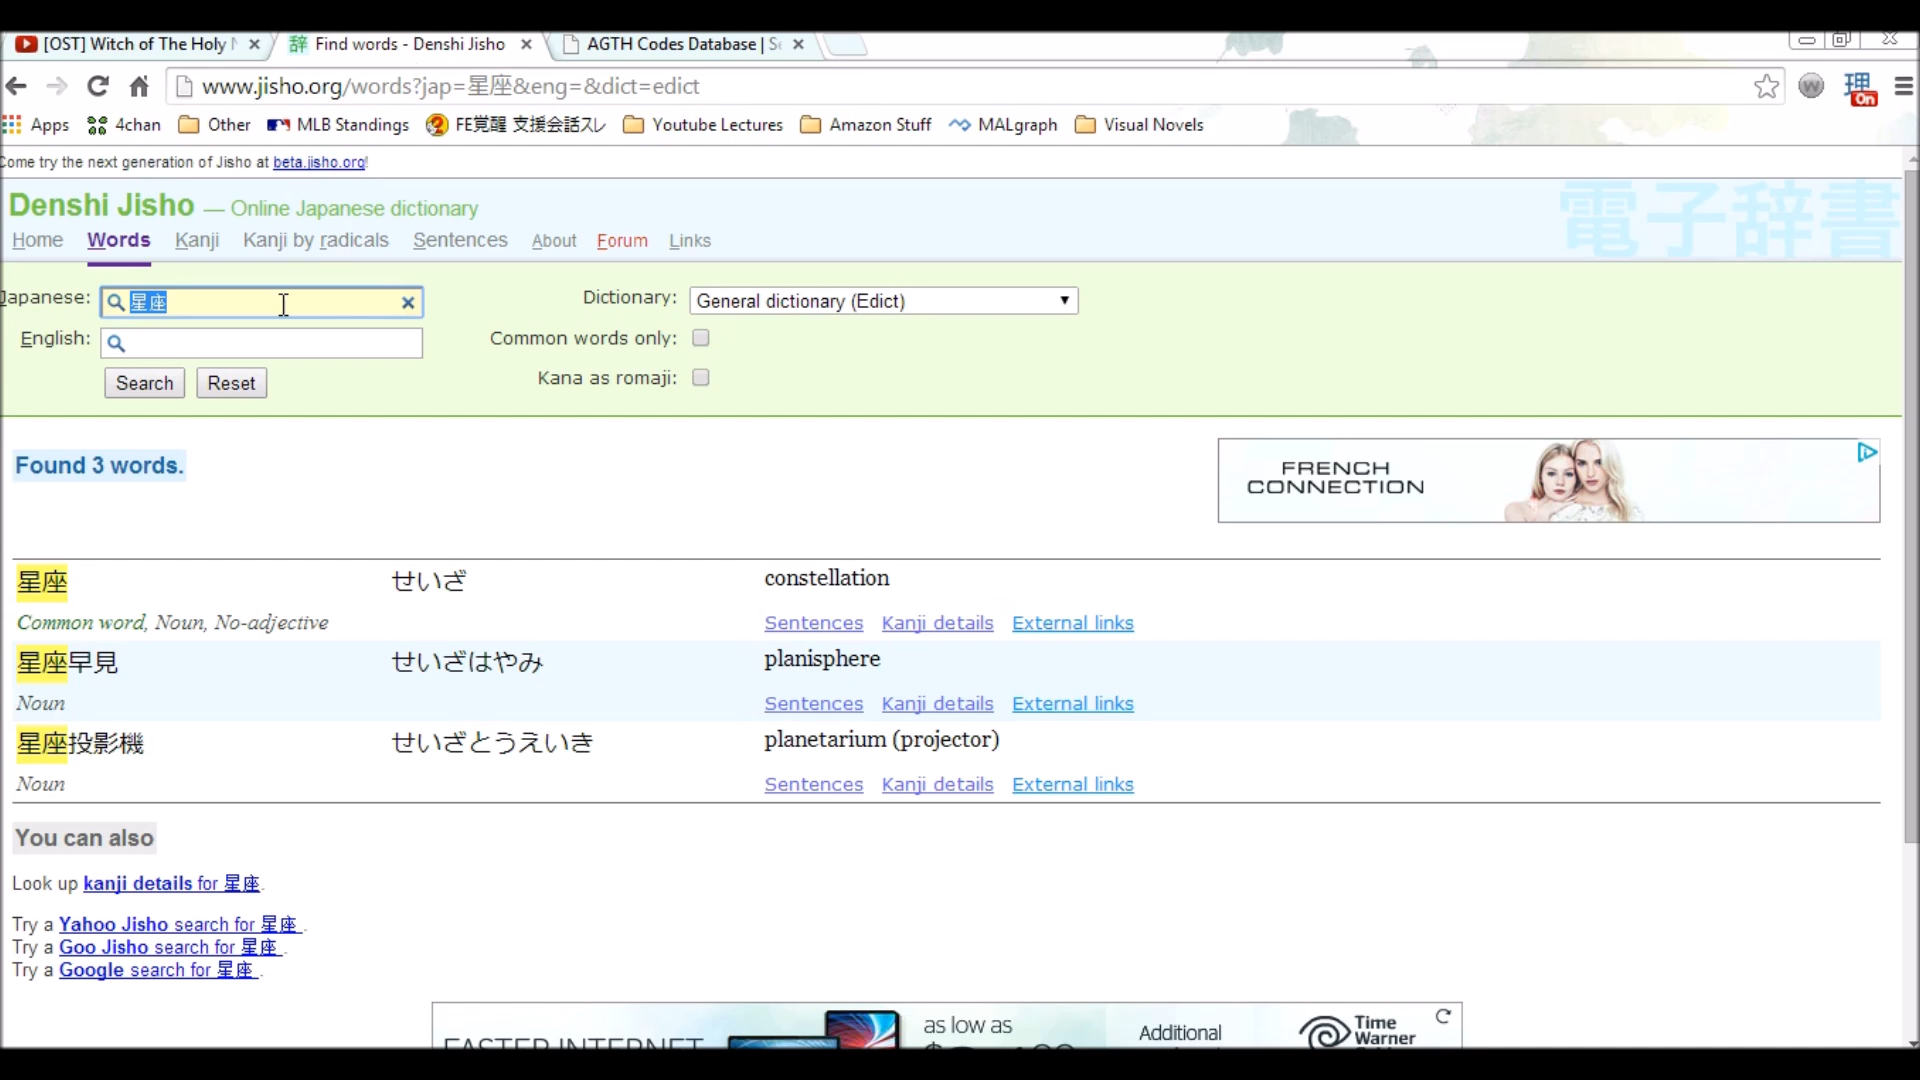 [OST] Witch of The Holy
Find words - Denshi Jisho
AGTH Codes Database |
www.jisho.org/words?jap=星座&eng=&dict=edict
理
On
Apps
4chan
Other
MLB Standings
FE覚醒 支援会話スレ
Youtube Lectures
Amazon Stuff
MALgraph
Visual Novels
Come try the next generation of Jisho at beta.jisho.org!
Denshi Jisho — Online Japanese dictionary
電子辞書
Home Words Kanji Kanji by radicals Sentences About Forum Links
Japanese: 星座
Dictionary: General dictionary (Edict)
English:
Common words only:
Search Reset
Kana as romaji:
Found 3 words.
FRENCH
CONNECTION
星座 せいざ constellation
Common word, Noun, No-adjective Sentences Kanji details External links
星座早見 せいざはやみ planisphere
Noun Sentences Kanji details External links
星座投影機 せいざとうえいき planetarium (projector)
Noun Sentences Kanji details External links
You can also
Look up kanji details for 星座.
Try a Yahoo Jisho search for 星座 .
Try a Goo Jisho search for 星座 .
Try a Google search for 星座 .
FASTER INTERNET
as low as
Additional
Time
Warner